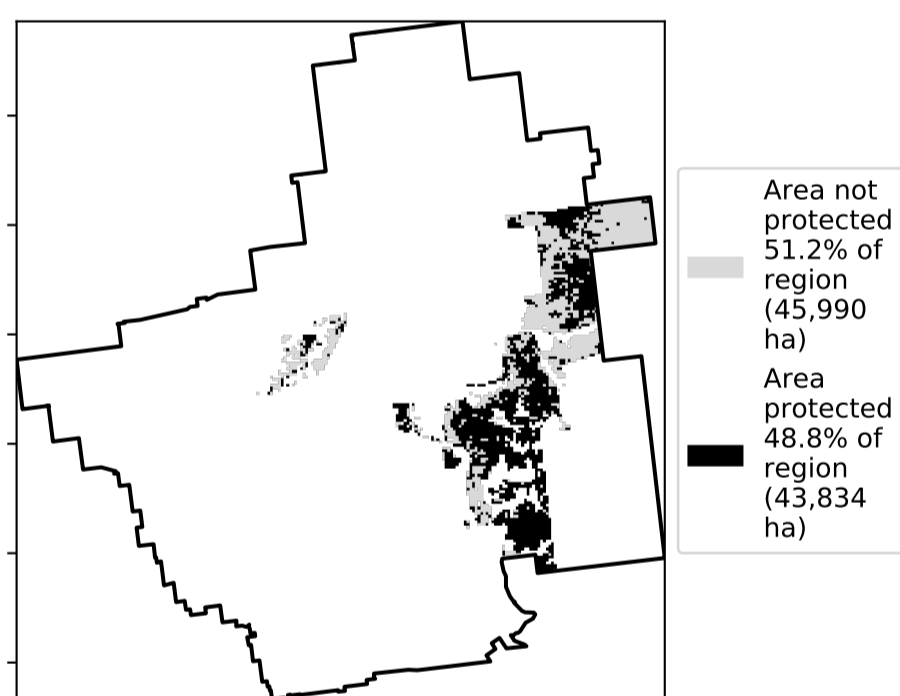 Area not
protected
51.2% of
region
(45,990
ha)
Area
protected
48.8% of
region
(43,834
ha)